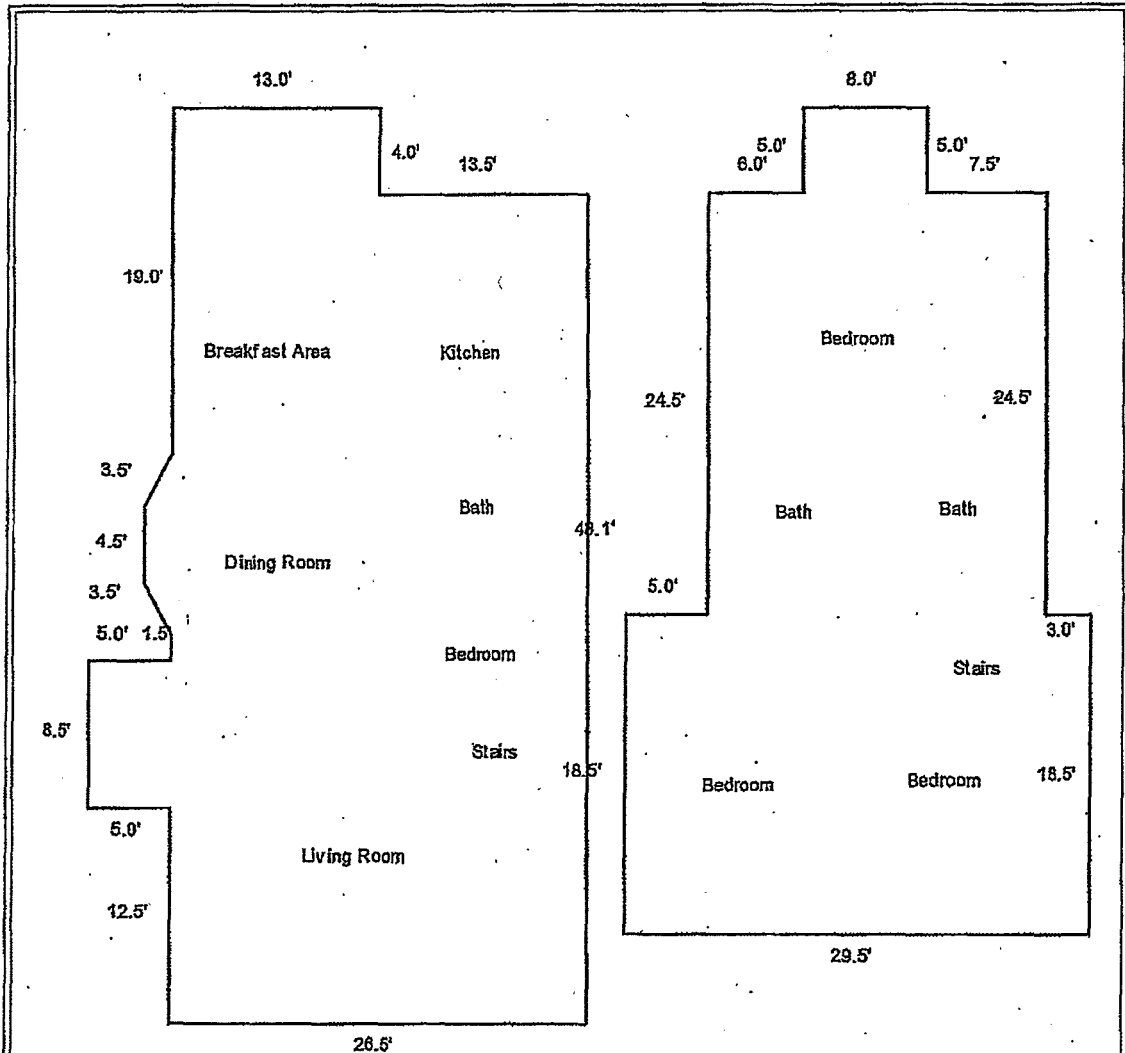 13.0'
8.0'
4.0'
13.5'
5.0'
5.0'
6.0'
7.5'
19.0'
Breakfast Area
Kitchen
Bedroom
24.5'
24.5'
3.5'
Bath
Bath
Bath
48.1'
4.5'
Dining Room
3.5'
5.0'
1.5'
5.0'
3.0'
Bedroom
Stairs
8.5'
Stairs
18.5'
Bedroom
Bedroom
18.5'
5.0'
Living Room
12.5'
29.5'
26.5'